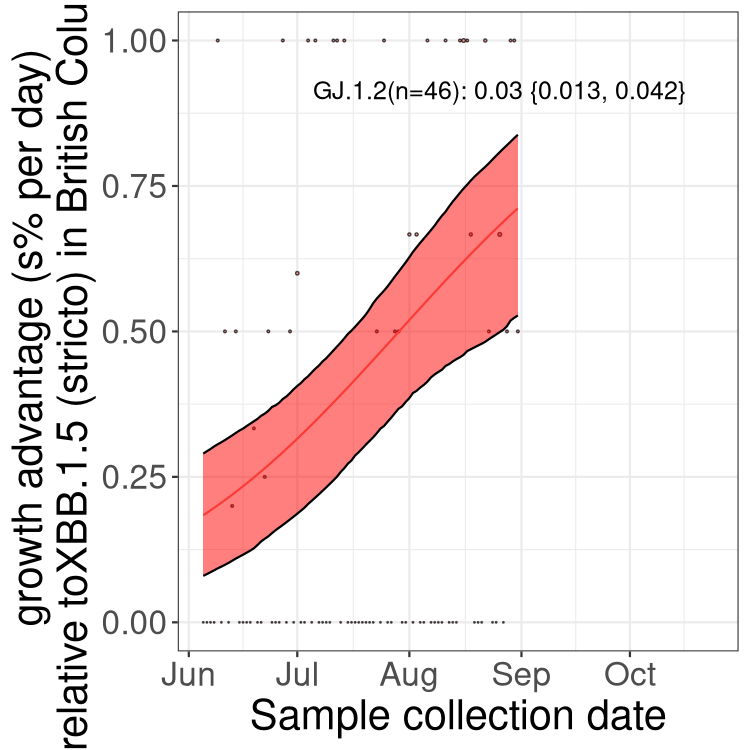 growth advantage (s% per day)
relative toXBB.1.5 (stricto) in British Colu
1.00
0.75
0.50
0.25
0.00
GJ.1.2(n=46): 0.03 {0.013, 0.042}
Jun Jul Aug Sep Oct
Sample collection date